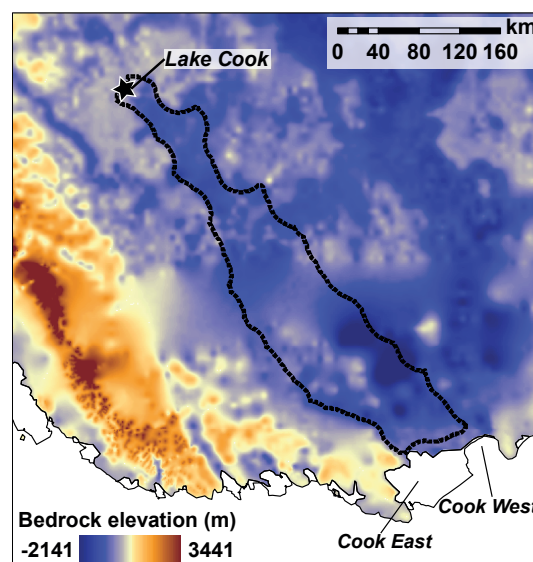 km
0 40 80 120 160
Lake Cook
Cook West
Cook East
Bedrock elevation (m)
-2141 3441